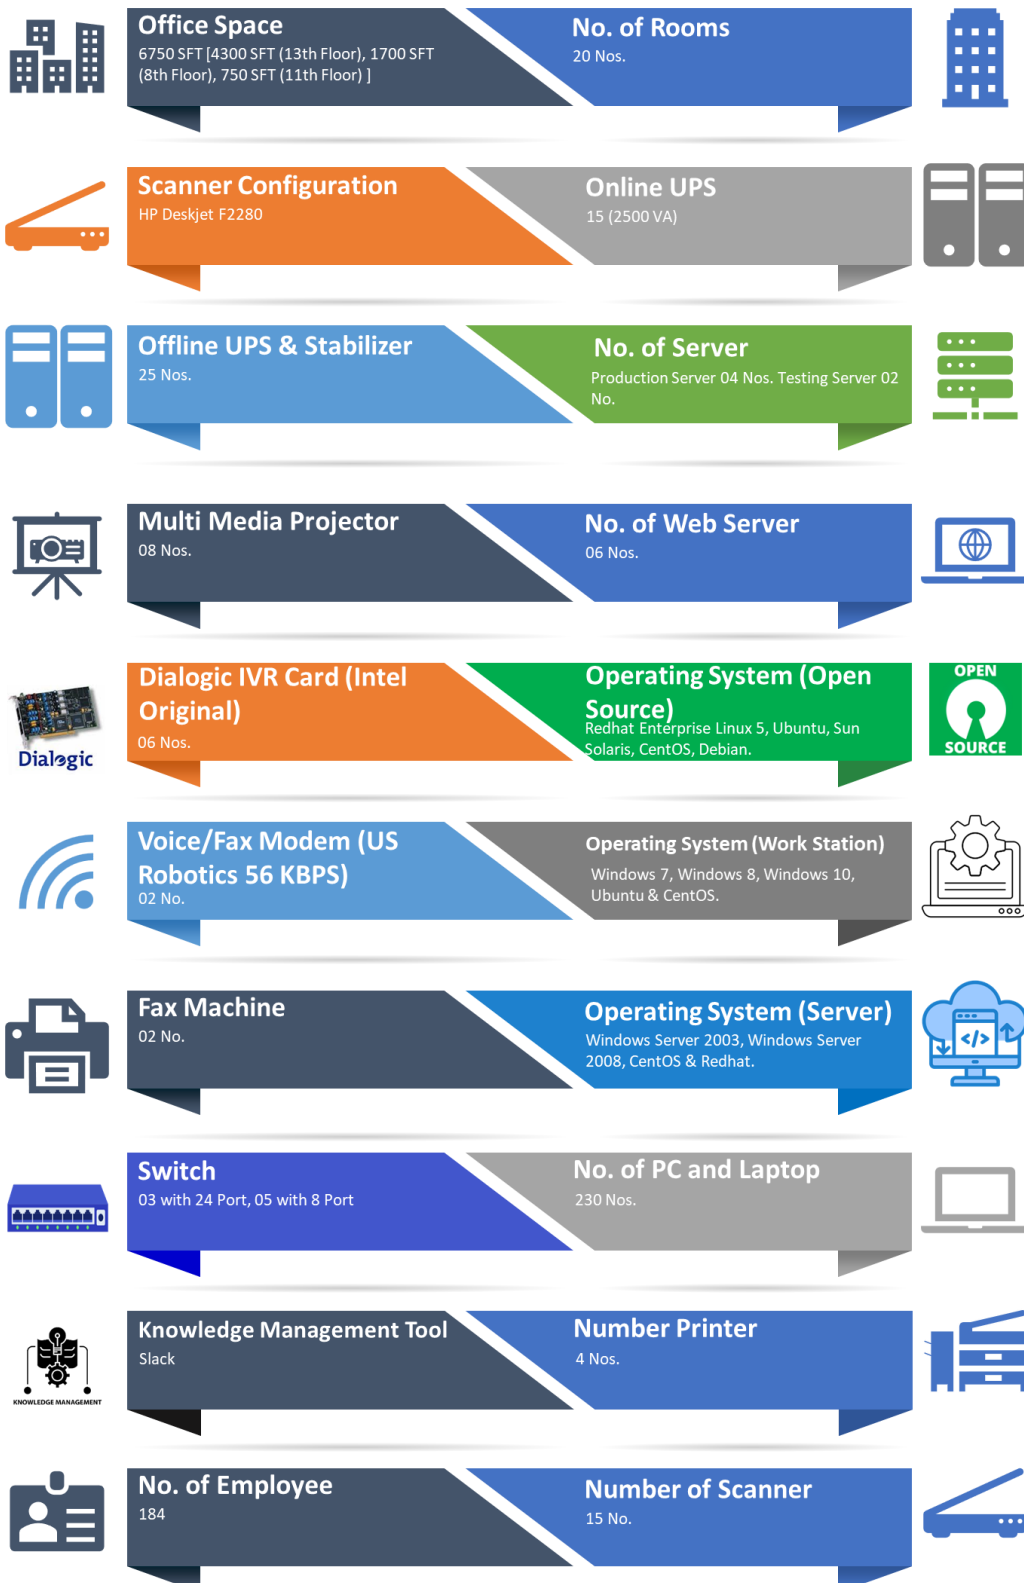 Office Space
6750 SFT [4300 SFT (13th Floor), 1700 SFT
(8th Floor), 750 SFT (11th Floor) ]
No. of Rooms
20 Nos.
Scanner Configuration
HP Deskjet F2280
Online UPS
15 (2500 VA)
Offline UPS & Stabilizer
25 Nos.
No. of Server
Production Server 04 Nos. Testing Server 02
No.
Multi Media Projector
08 Nos.
No. of Web Server
06 Nos.
Dialogic
Dialogic IVR Card (Intel
Original)
06 Nos.
Operating System (Open
Source)
Redhat Enterprise Linux 5, Ubuntu, Sun
Solaris, CentOS, Debian.
OPEN
SOURCE
Voice/Fax Modem (US
Robotics 56 KBPS)
02 No.
Operating System (Work Station)
Windows 7, Windows 8, Windows 10,
Ubuntu & CentOS.
Fax Machine
02 No.
Operating System (Server)
Windows Server 2003, Windows Server
2008, CentOS & Redhat.
</>
Switch
03 with 24 Port, 05 with 8 Port
No. of PC and Laptop
230 Nos.
KNOWLEDGE MANAGEMENT
Knowledge Management Tool
Slack
Number Printer
4 Nos.
No. of Employee
184
Number of Scanner
15 No.